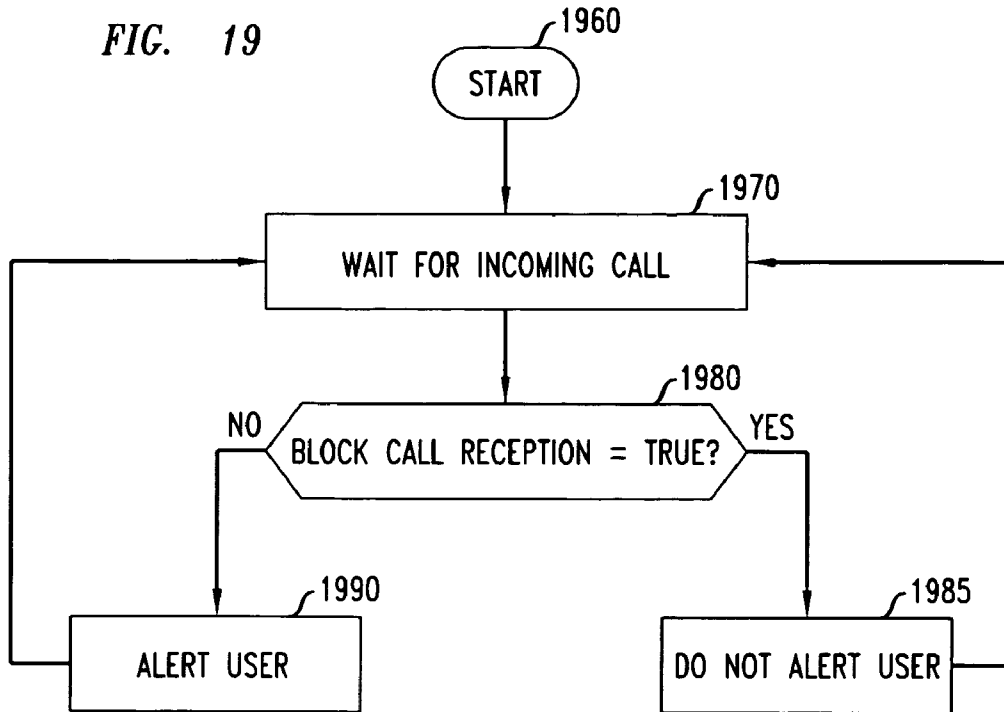 FIG. 19
1960
START
1970
WAIT FOR INCOMING CALL
1980
NO
BLOCK CALL RECEPTION = TRUE?
YES
1990
ALERT USER
1985
DO NOT ALERT USER